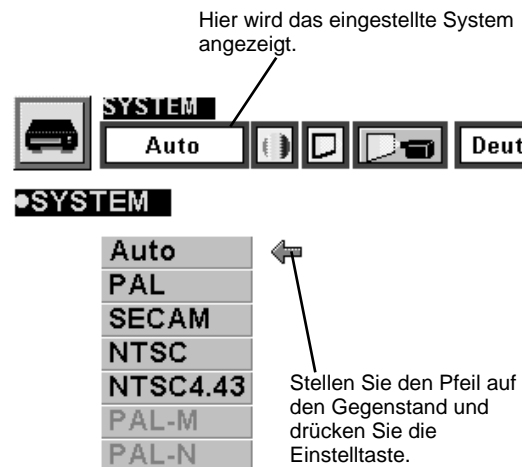 Hier wird das eingestellte System
angezeigt.
SYSTEM
Auto
Deut
●SYSTEM
Auto
PAL
SECAM
NTSC
NTSC4.43
PAL-M
PAL-N
Stellen Sie den Pfeil auf
den Gegenstand und
drücken Sie die
Einstelltaste.